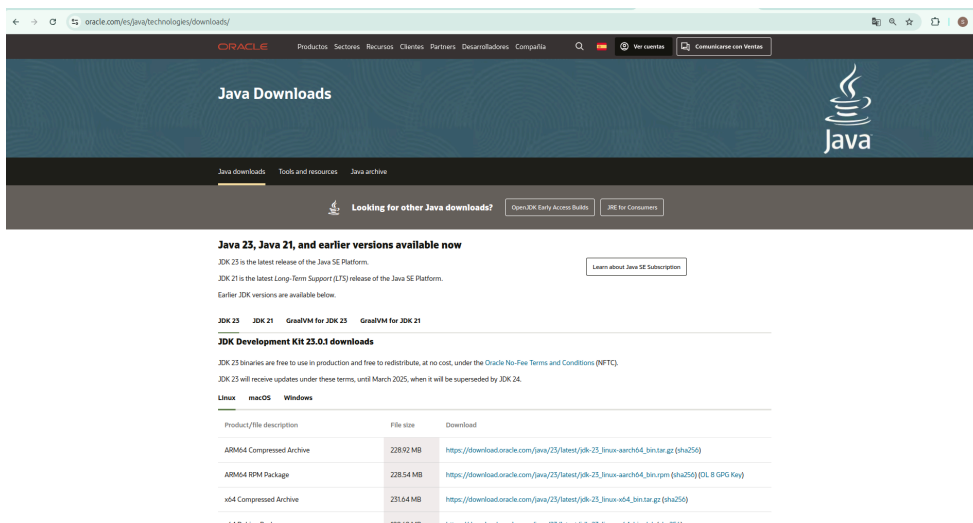 oracle.com/es/java/technologies/downloads/
ORACLE Productos Sectores Recursos Clientes Partners Desarrolladores Compañía Ver cuentas Comunicarse con Ventas
Java Downloads
Java
Java downloads Tools and resources Java archive
Looking for other Java downloads? OpenJDK Early Access Builds JRE for Consumers
Java 23, Java 21, and earlier versions available now
JDK 23 is the latest release of the Java SE Platform.
Learn about Java SE Subscription
JDK 21 is the latest Long-Term Support (LTS) release of the Java SE Platform.
Earlier JDK versions are available below.
JDK 23 JDK 21 GraalVM for JDK 23 GraalVM for JDK 21
JDK Development Kit 23.0.1 downloads
JDK 23 binaries are free to use in production and free to redistribute, at no cost, under the Oracle No-Fee Terms and Conditions (NFTC).
JDK 23 will receive updates under these terms, until March 2025, when it will be superseded by JDK 24.
Linux macOS Windows
Product/file description File size Download
ARM64 Compressed Archive 228.92 MB https://download.oracle.com/java/23/latest/jdk-23_linux-aarch64_bin.tar.gz (sha256)
ARM64 RPM Package 228.54 MB https://download.oracle.com/java/23/latest/jdk-23_linux-aarch64_bin.rpm (sha256) (OL 8 GPG Key)
x64 Compressed Archive 231.64 MB https://download.oracle.com/java/23/latest/jdk-23_linux-x64_bin.tar.gz (sha256)